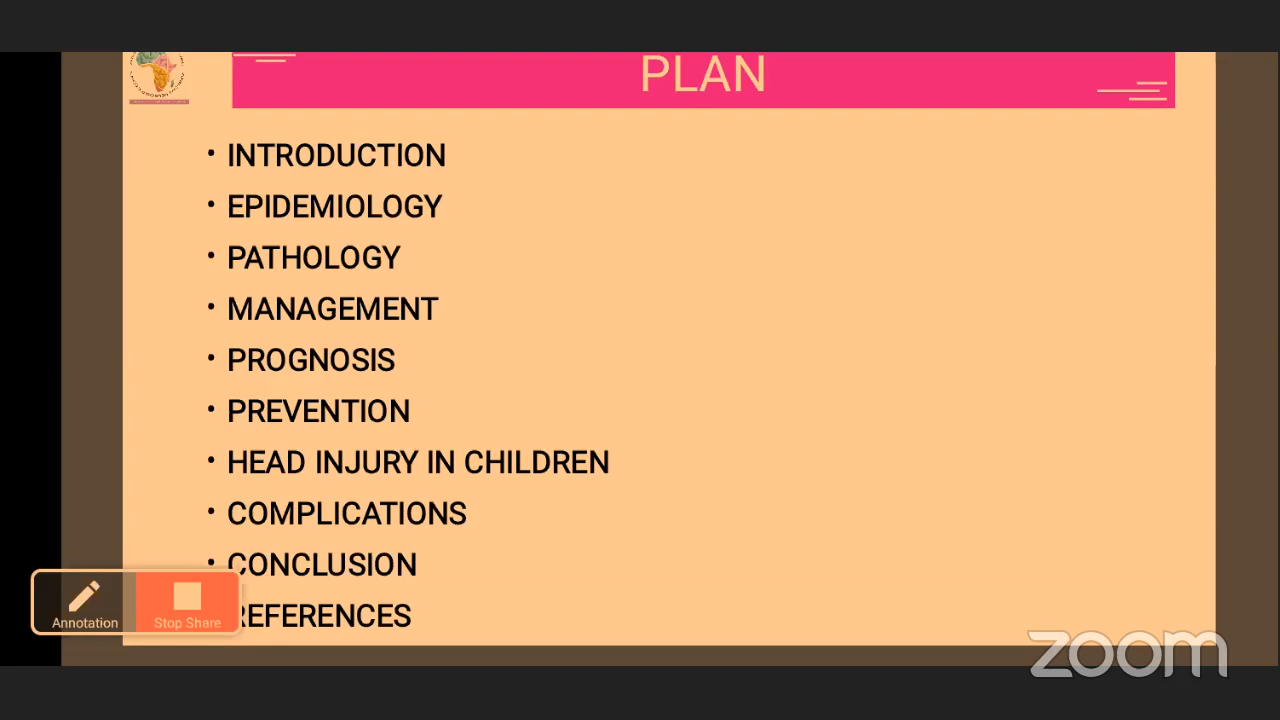 PLAN
• INTRODUCTION
• EPIDEMIOLOGY
• PATHOLOGY
• MANAGEMENT
• PROGNOSIS
• PREVENTION
• HEAD INJURY IN CHILDREN
• COMPLICATIONS
• CONCLUSION
REFERENCES
Annotation
Stop Share
zoom